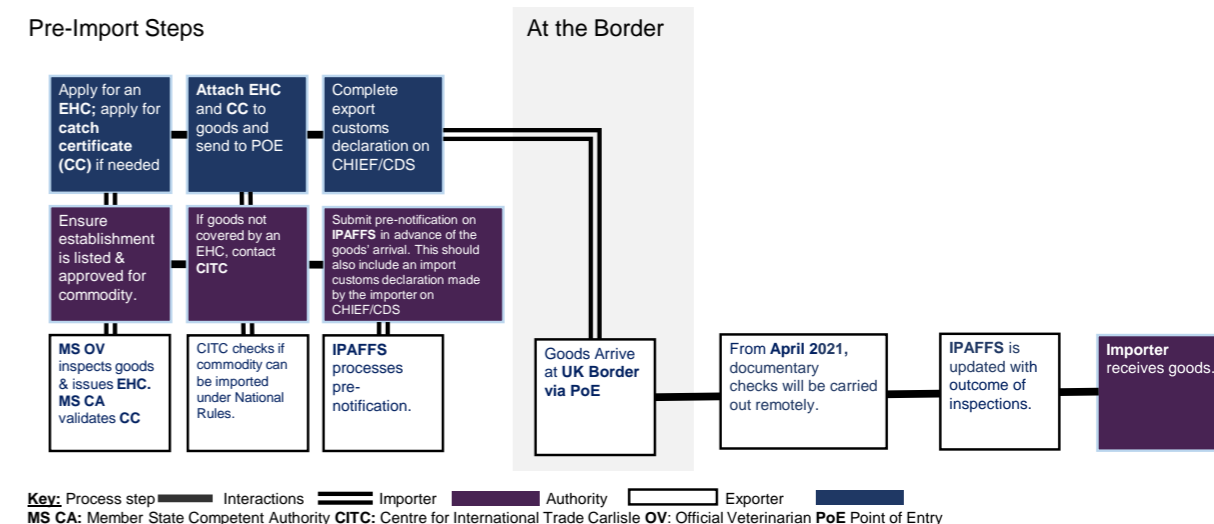 Pre-Import Steps
At the Border
Apply for an
EHC; apply for
catch
certificate
(CC) if needed
Attach EHC
and CC to
goods and
send to POE
Complete
export
customs
declaration on
CHIEF/CDS
Ensure
establishment
is listed &
approved for
commodity.
If goods not
covered by an
EHC, contact
CITC
Submit pre-notification on
IPAFFS in advance of the
goods' arrival. This should
also include an import
customs declaration made
by the importer on
CHIEF/CDS
MS OV
inspects goods
& issues EHC.
MS CA
validates CC
CITC checks if
commodity can
be imported
under National
Rules.
IPAFFS
processes
pre-
notification.
Goods Arrive
at UK Border
via PoE
From April 2021,
documentary
checks will be carried
out remotely.
IPAFFS is
updated with
outcome of
inspections.
Importer
receives goods.
Key: Process step Interactions Importer Authority Exporter
MS CA: Member State Competent Authority CITC: Centre for International Trade Carlisle OV: Official Veterinarian PoE Point of Entry